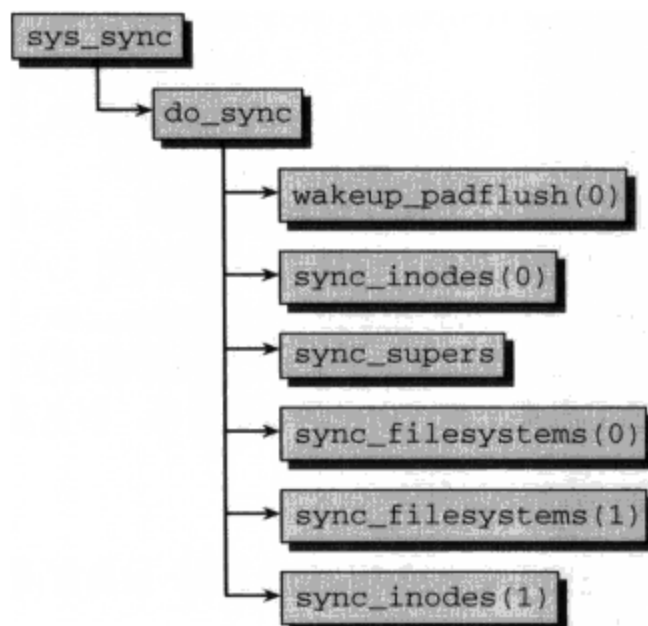 sys_sync
do_sync
wakeup_padflush(0)
sync_inodes(0)
sync_supers
sync_filesystems(0)
sync_filesystems(1)
sync_inodes(1)